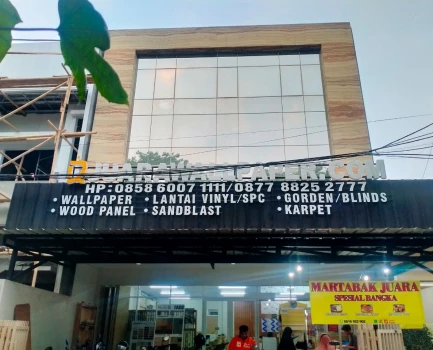 HP: 0858 6007 1111/0877 8825 2777
• WALLPAPER • LANTAI VINYL/SPC • GORDEN/BLINDS
• WOOD PANEL • SANDBLAST • KARPET
MARTABAK JUARA
SPESIAL BANGKA